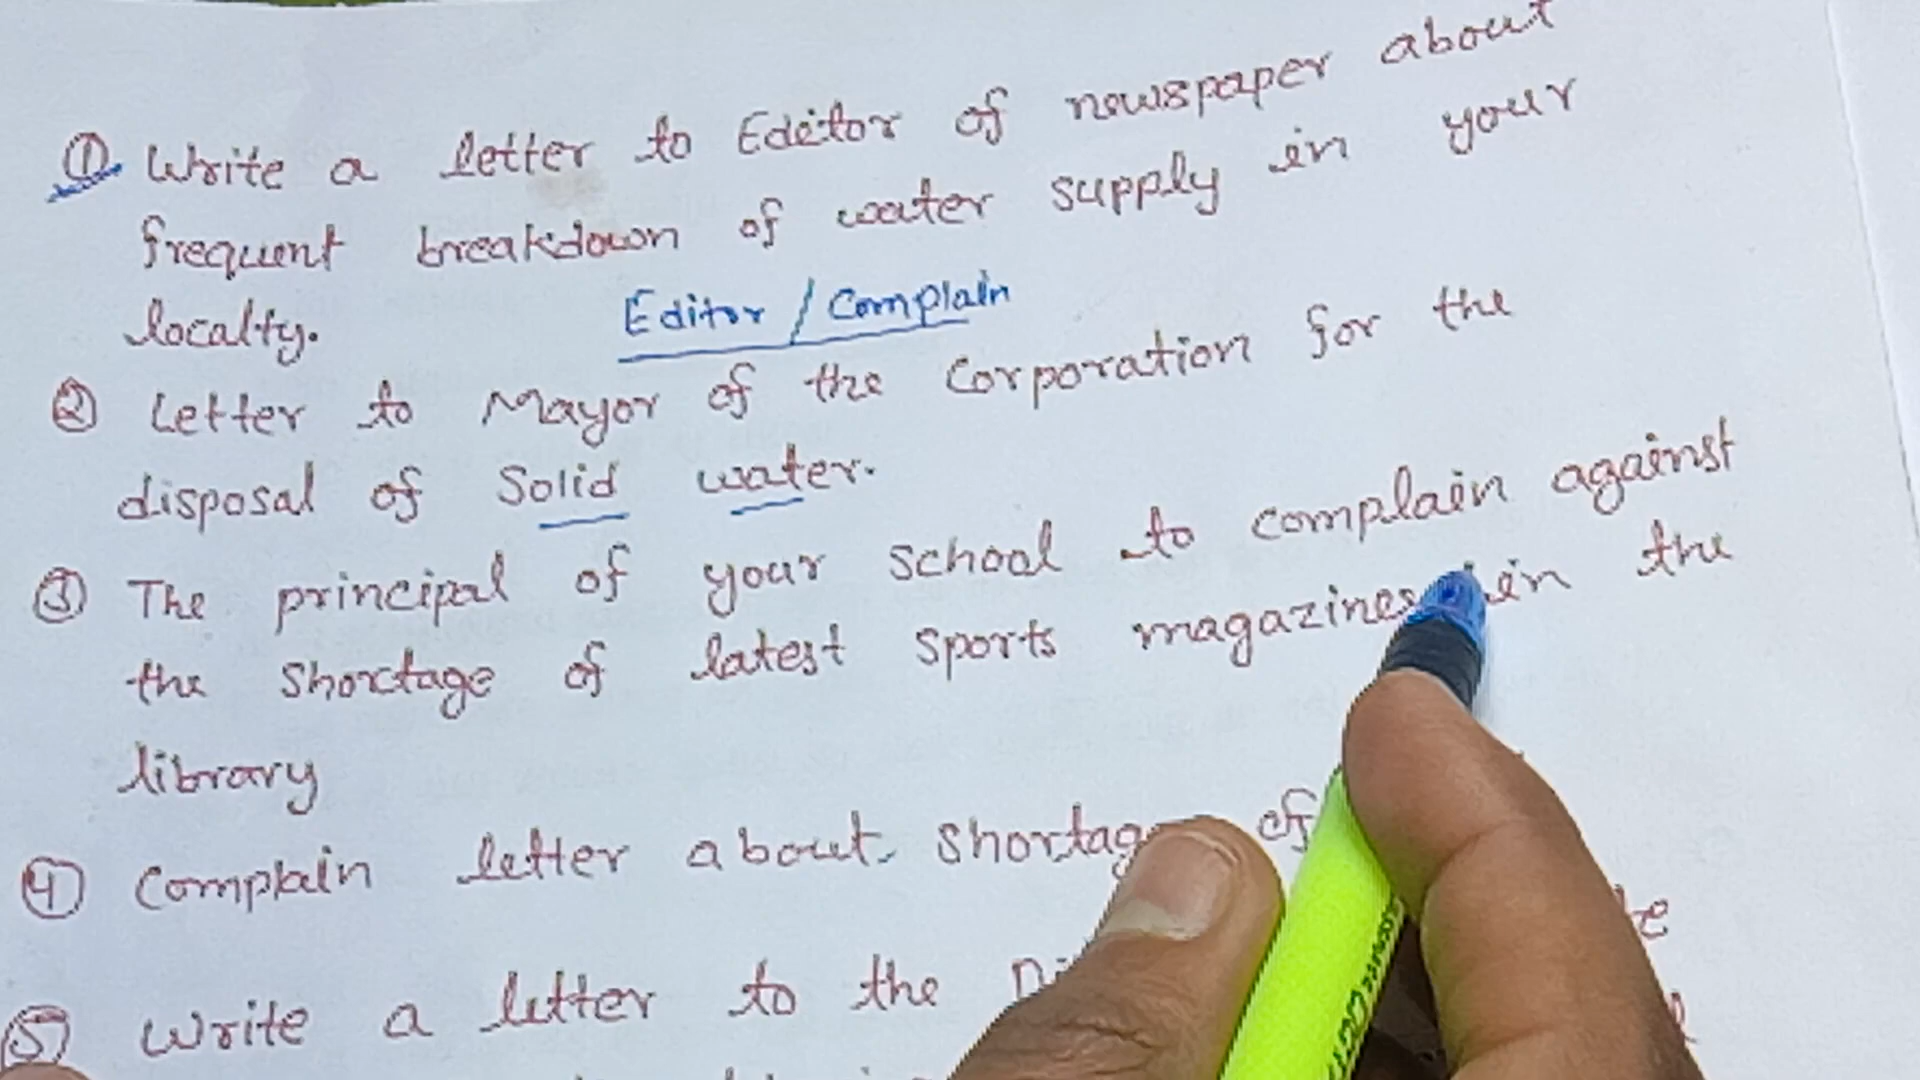 ① Write a letter to Editor of newspaper about
frequent breakdown of water supply in your
localty.
Editor / Complain
② Letter to Mayor of the Corporation for the
disposal of Solid water.
③ The principal of your school to complain against
the Shortage of latest sports magazines in the
library
④ Complain letter about shortag of
⑤ Write a letter to the